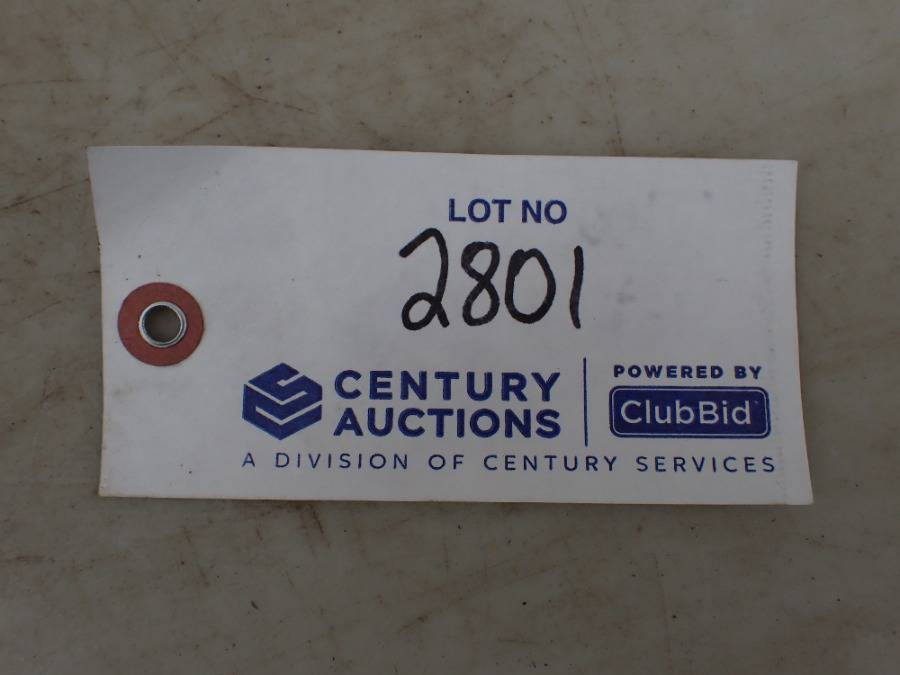 LOT NO
2801
CENTURY
AUCTIONS
POWERED BY
ClubBid
A DIVISION OF CENTURY SERVICES